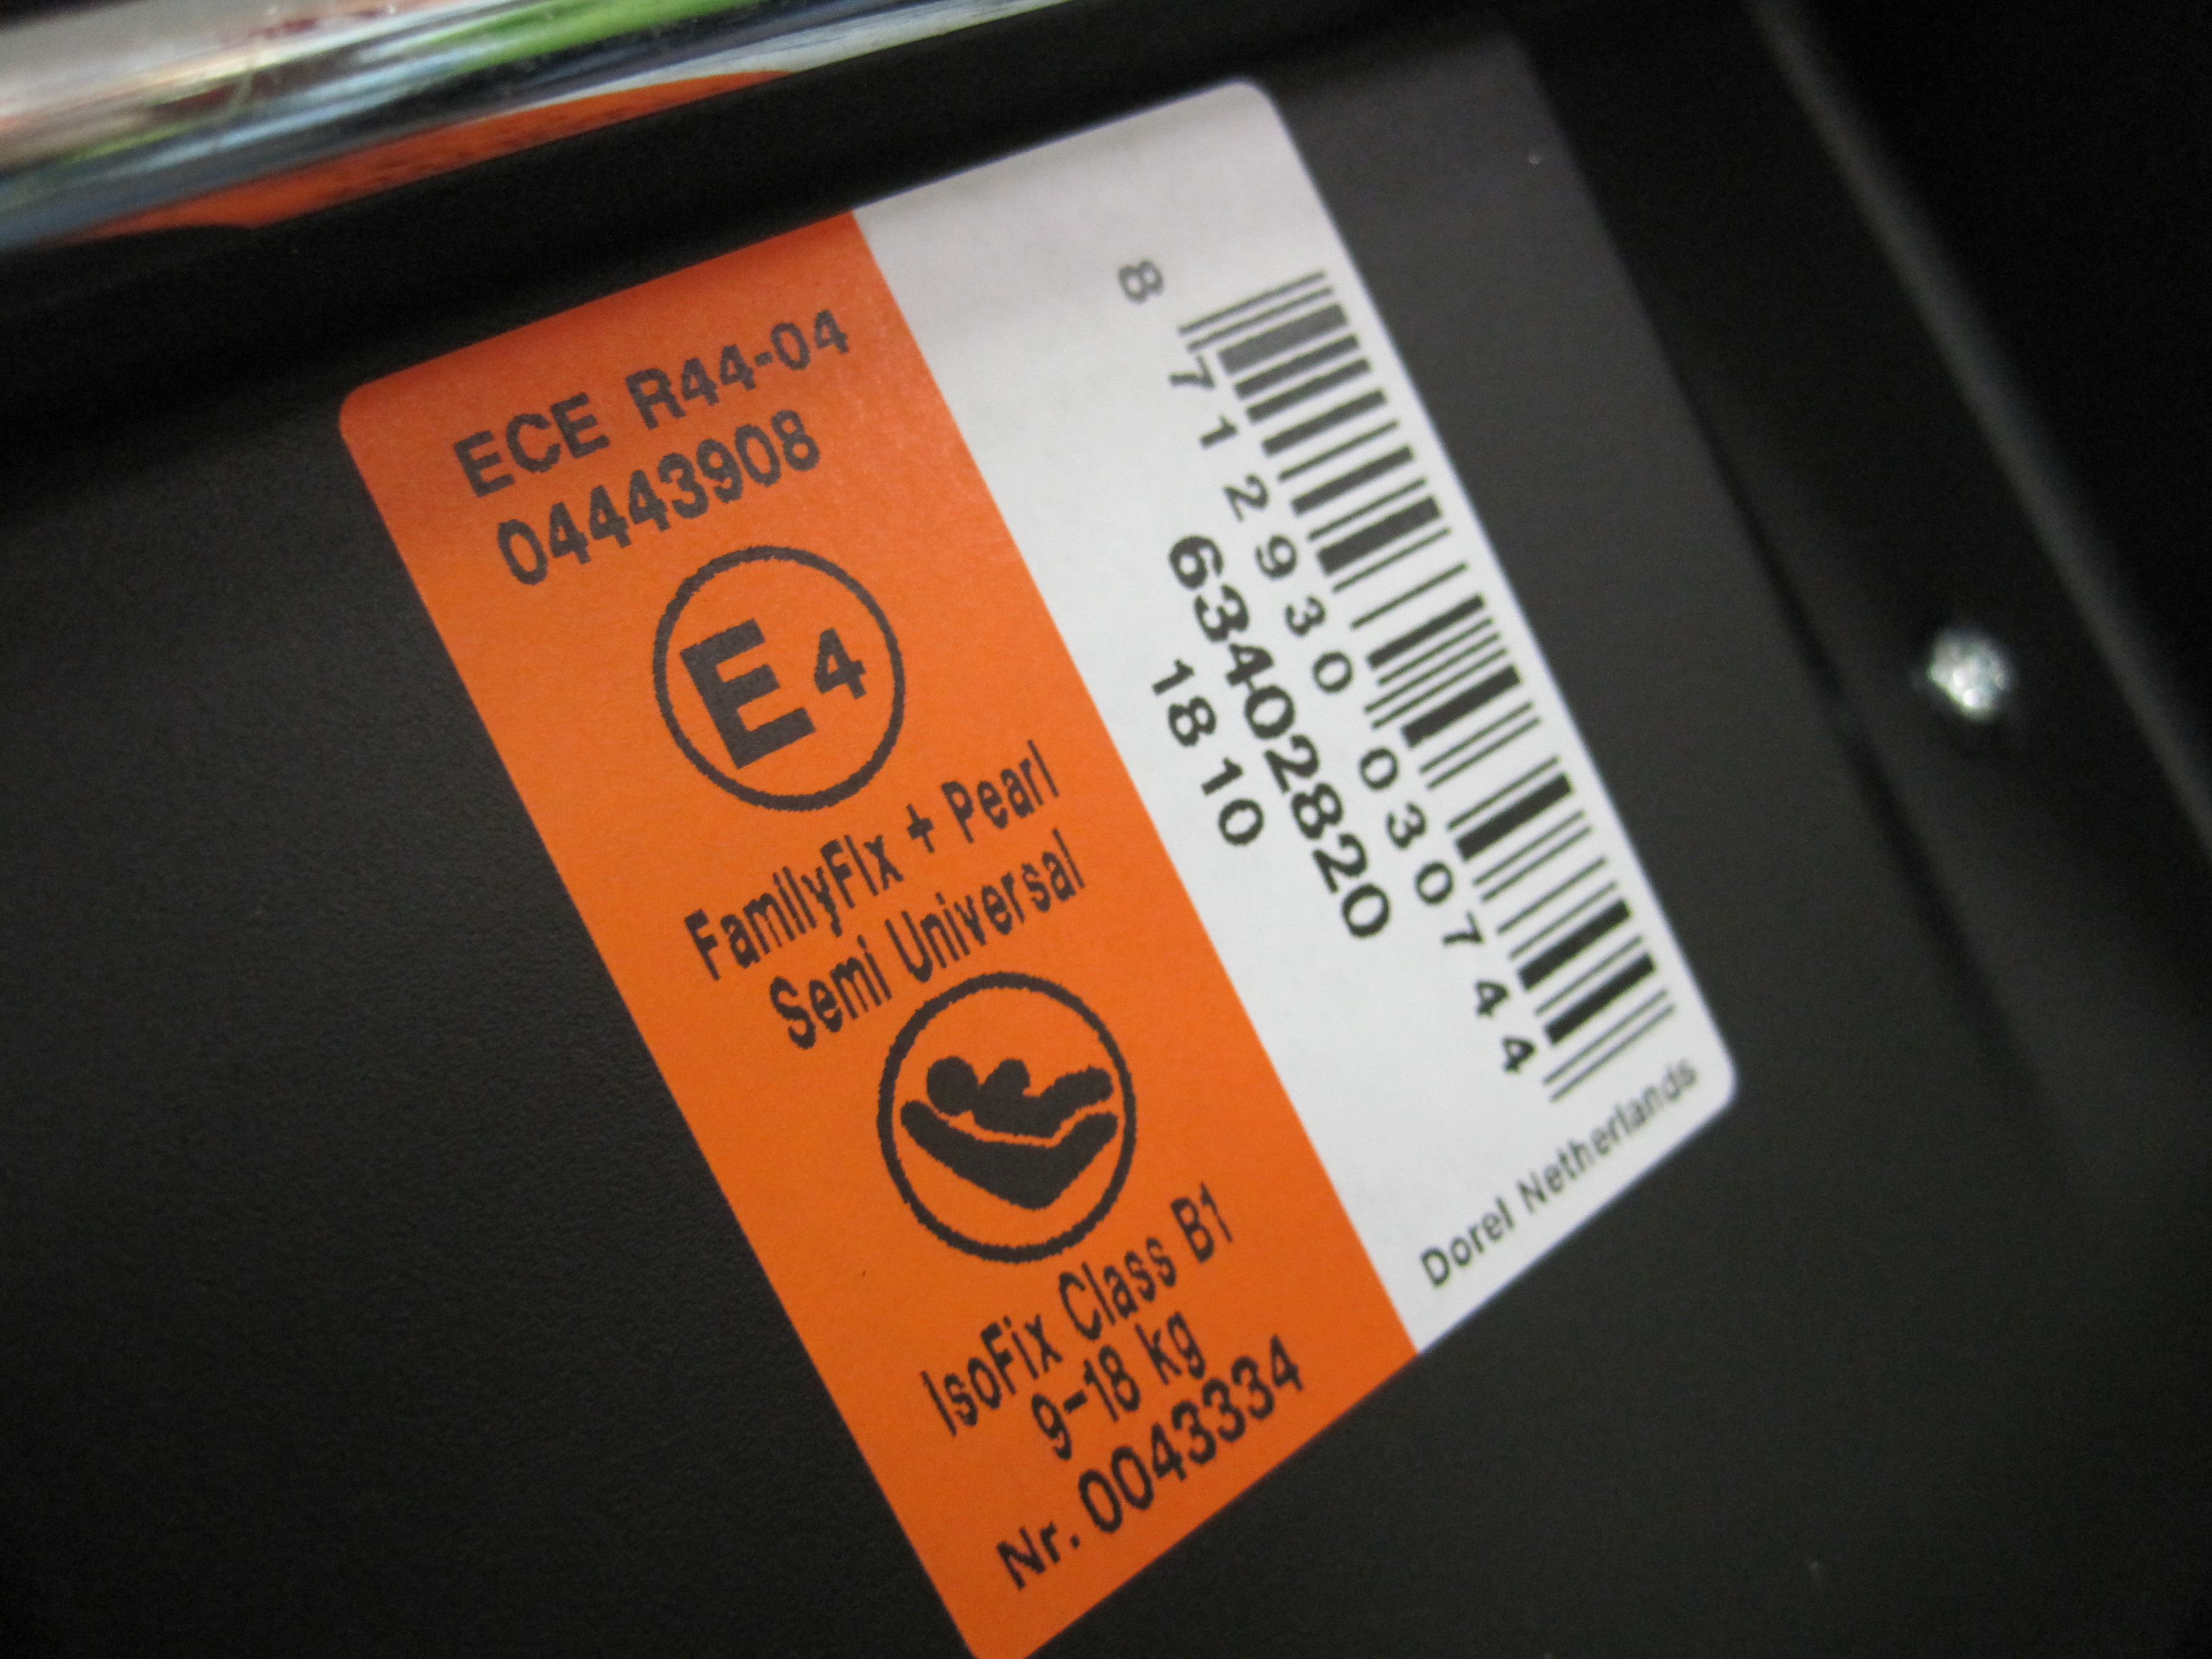 ECE R44-04
04443908
E4
FamilyFix + Pearl
Semi Universal
IsoFix Class B1
9-18 kg
Nr. 0043334
8 712930 030744
63402820
18 10
Dorel Netherlands